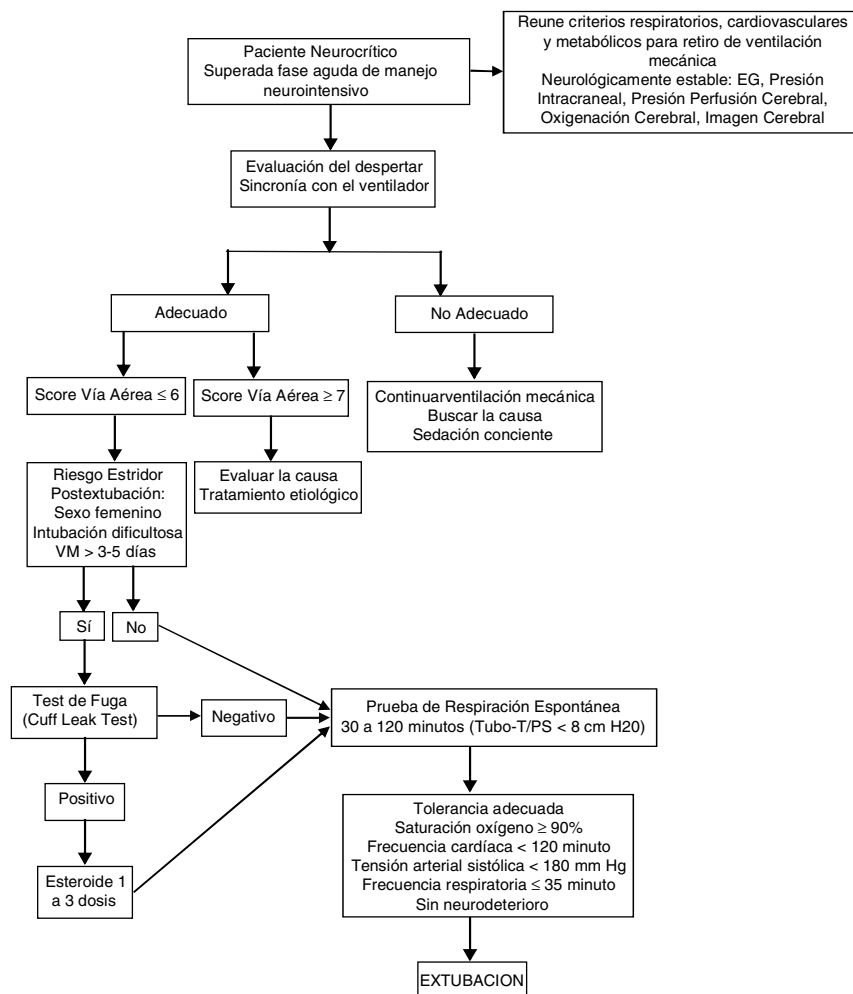 Paciente Neurocrítico
Superada fase aguda de manejo
neurointensivo
Reune criterios respiratorios, cardiovasculares
y metabólicos para retiro de ventilación
mecánica
Neurológicamente estable: EG, Presión
Intracraneal, Presión Perfusión Cerebral,
Oxigenación Cerebral, Imagen Cerebral
Evaluación del despertar
Sincronía con el ventilador
Adecuado
No Adecuado
Score Vía Aérea ≤ 6
Score Vía Aérea ≥ 7
Continuarventilación mecánica
Buscar la causa
Sedación conciente
Riesgo Estridor
Postextubación:
Sexo femenino
Intubación dificultosa
VM > 3-5 días
Evaluar la causa
Tratamiento etiológico
Sí
No
Test de Fuga
(Cuff Leak Test)
Negativo
Prueba de Respiración Espontánea
30 a 120 minutos (Tubo-T/PS < 8 cm H20)
Positivo
Esteroide 1
a 3 dosis
Tolerancia adecuada
Saturación oxígeno ≥ 90%
Frecuencia cardíaca < 120 minuto
Tensión arterial sistólica < 180 mm Hg
Frecuencia respiratoria ≤ 35 minuto
Sin neurodeterioro
EXTUBACION